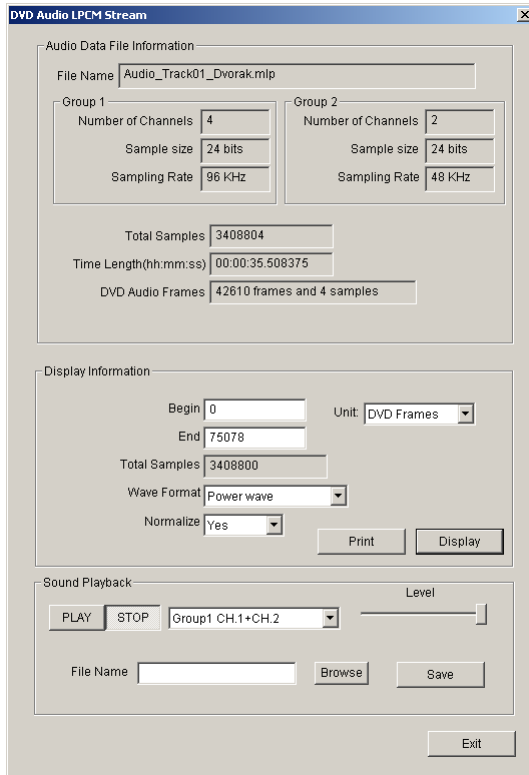 DVD Audio LPCM Stream
Audio Data File Information
File Name Audio_Track01_Dvorak.mlp
Group 1
Number of Channels 4
Sample size 24 bits
Sampling Rate 96 KHz
Group 2
Number of Channels 2
Sample size 24 bits
Sampling Rate 48 KHz
Total Samples 3408804
Time Length(hh:mm:ss) 00:00:35.508375
DVD Audio Frames 42610 frames and 4 samples
Display Information
Begin 0
Unit: DVD Frames
End 75078
Total Samples 3408800
Wave Format Power wave
Normalize Yes
Print Display
Sound Playback
Level
PLAY STOP Group1 CH.1+CH.2
File Name Browse Save
Exit